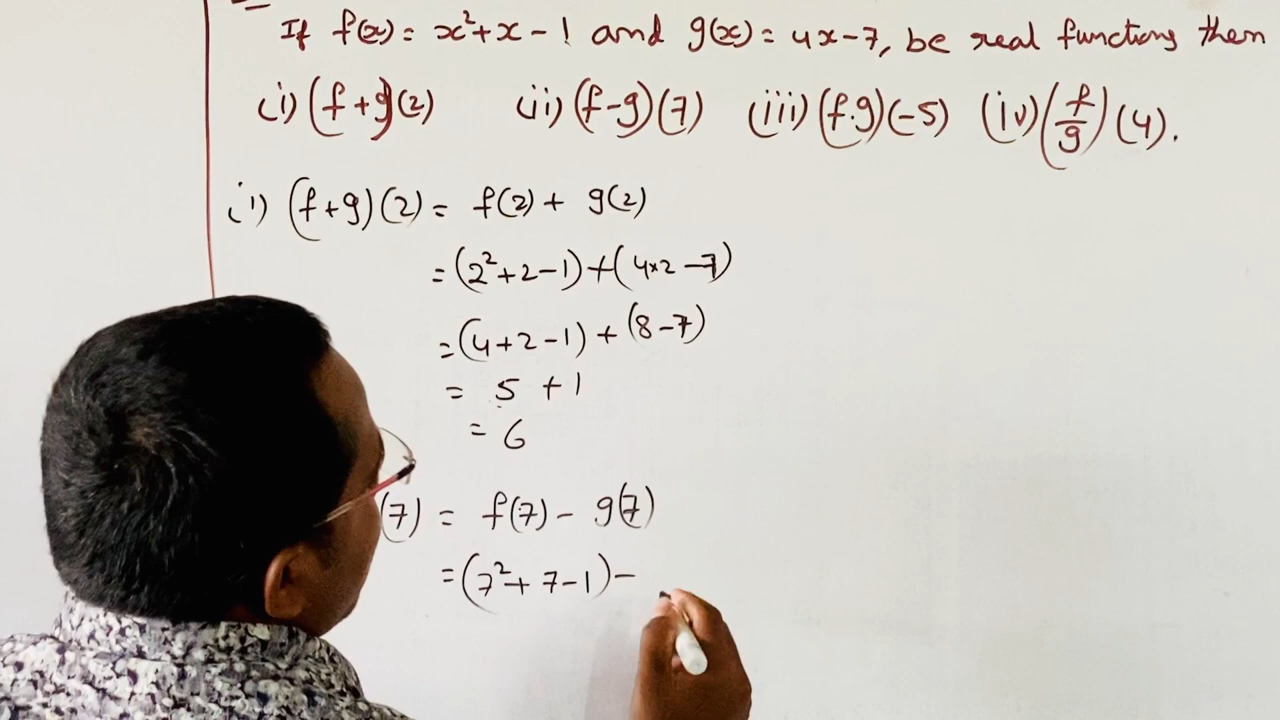 If f(x) = x²+x-1 and g(x) = 4x-7, be real functions then
(i) (f+g)(2) (ii) (f-g)(7) (iii) (f.g)(-5) (iv) (f/g)(4).
(i) (f+g)(2) = f(2) + g(2)
= (2²+2-1)+(4×2-7)
= (4+2-1) + (8-7)
= 5 + 1
= 6
(7) = f(7) - g(7)
= (7²+ 7-1) -